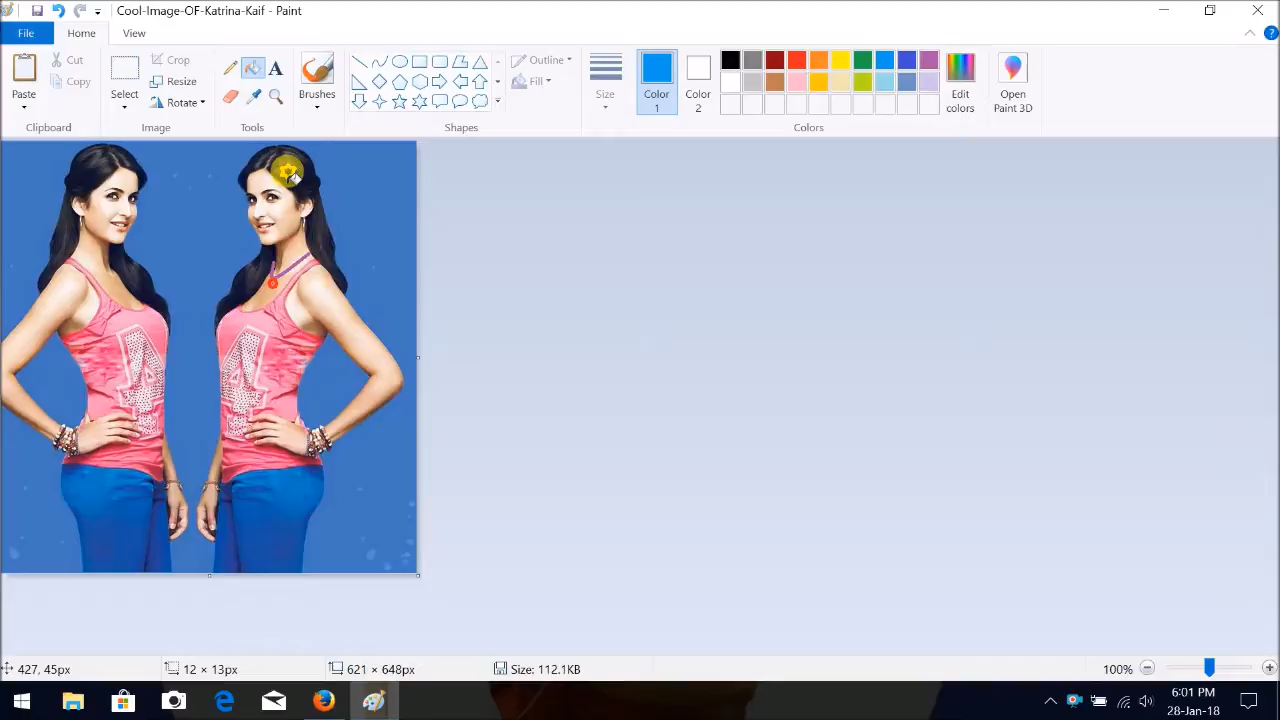 Cool-Image-OF-Katrina-Kaif - Paint
File
Home
View
Paste
Cut
Copy
Clipboard
Select
Crop
Resize
Rotate
Image
A
Tools
Brushes
Shapes
Outline
Fill
Size
Color 1
Color 2
Edit colors
Open Paint 3D
Colors
427, 45px
12 × 13px
621 × 648px
Size: 112.1KB
100%
6:01 PM
28-Jan-18